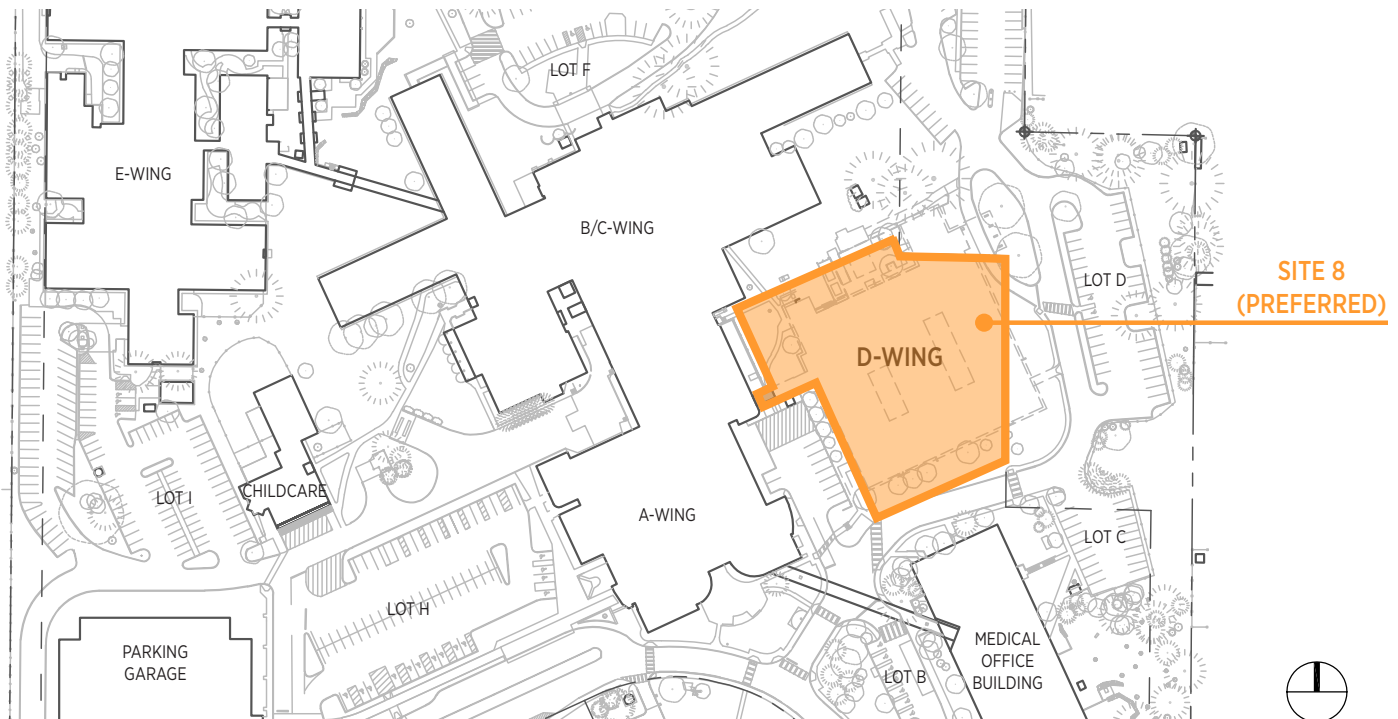 LOT F
E-WING
B/C-WING
SITE 8
(PREFERRED)
LOT D
D-WING
LOT I
CHILDCARE
A-WING
LOT C
LOT H
PARKING
GARAGE
MEDICAL
OFFICE
BUILDING
LOT B